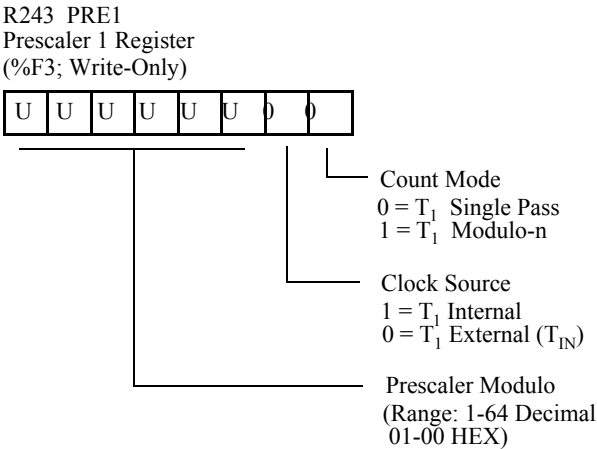 R243 PRE1
Prescaler 1 Register
(%F3; Write-Only)
U U U U U U 0 0
Count Mode
0 = T1 Single Pass
1 = T1 Modulo-n
Clock Source
1 = T1 Internal
0 = T1 External (TIN)
Prescaler Modulo
(Range: 1-64 Decimal
01-00 HEX)